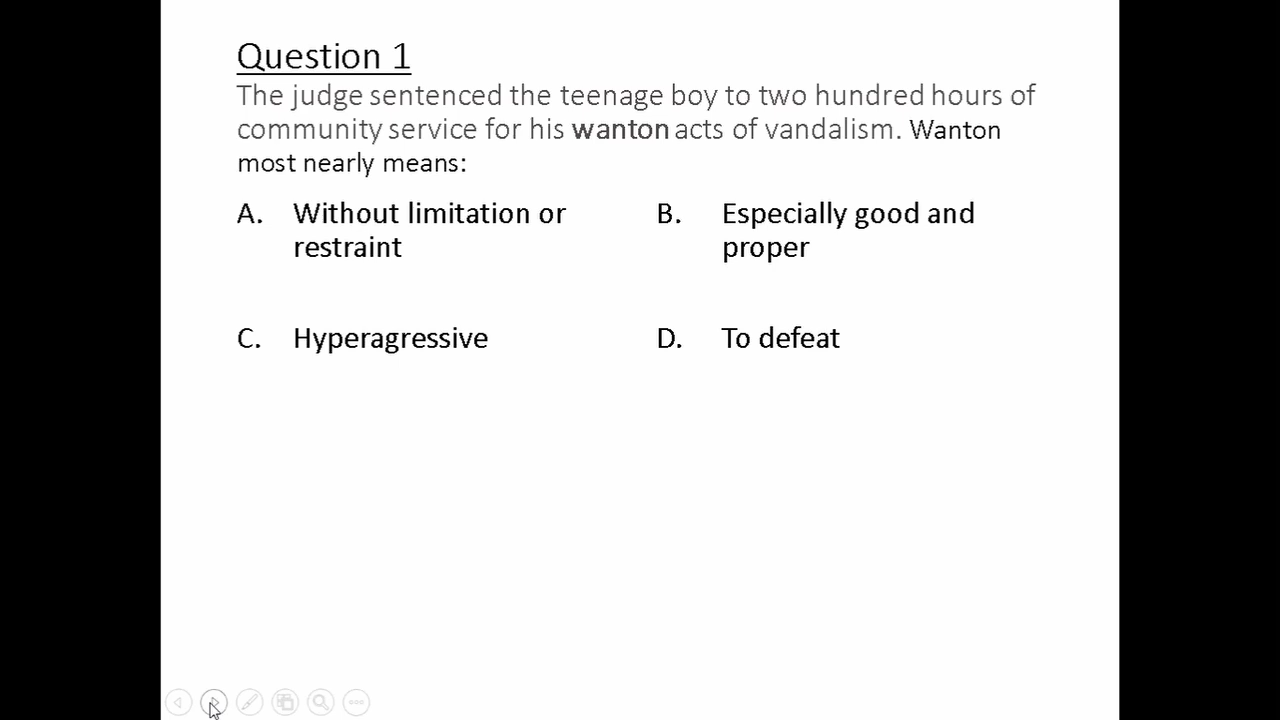 Question 1
The judge sentenced the teenage boy to two hundred hours of
community service for his wanton acts of vandalism. Wanton
most nearly means:
A. Without limitation or
restraint
B. Especially good and
proper
C. Hyperagressive
D. To defeat